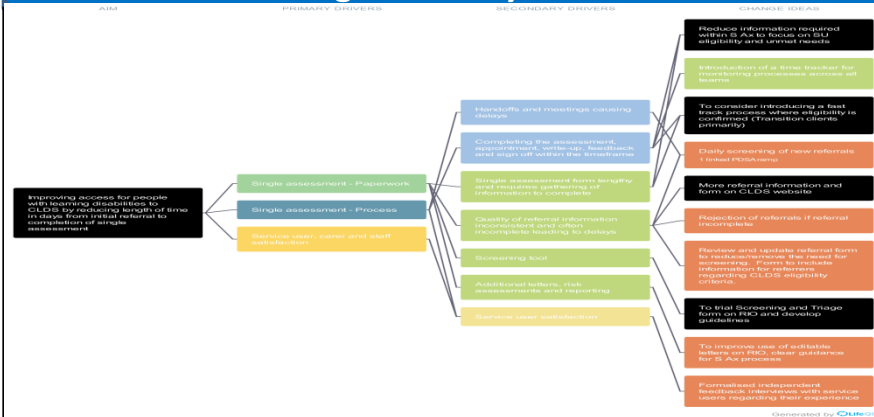 AIM
PRIMARY DRIVERS
SECONDARY DRIVERS
CHANGE IDEAS
Improving access for people
with learning disabilities to
CLDS by reducing length of time
in days from initial referral to
completion of single
assessment
Single assessment - Paperwork
Single assessment - Process
Service user, carer and staff
satisfaction
Handoffs and meetings causing
delays
Completing the assessment,
appointment, write-up, feedback
and sign off within the timeframe
Single assessment form lengthy
and requires gathering of
information to complete
Quality of referral information
inconsistent and often
incomplete leading to delays
Screening tool
Additional letters, risk
assessments and reporting
Service user satisfaction
Reduce information required
within S Ax to focus on SU
eligibility and unmet needs
Introduction of a time tracker for
monitoring processes across all
teams
To consider introducing a fast
track process where eligibility is
confirmed (Transition clients
primarily)
Daily screening of new referrals
1 linked PDSA ramp
More referral information and
form on CLDS website
Rejection of referrals if referral
incomplete
Review and update referral form
to reduce/remove the need for
screening. Form to include
information for referrers
regarding CLDS eligibility
criteria.
To trial Screening and Triage
form on RIO and develop
guidelines
To improve use of editable
letters on RIO, clear guidance
for S Ax process
Formalised independent
feedback interviews with service
users regarding their experience
Generated by LifeQI